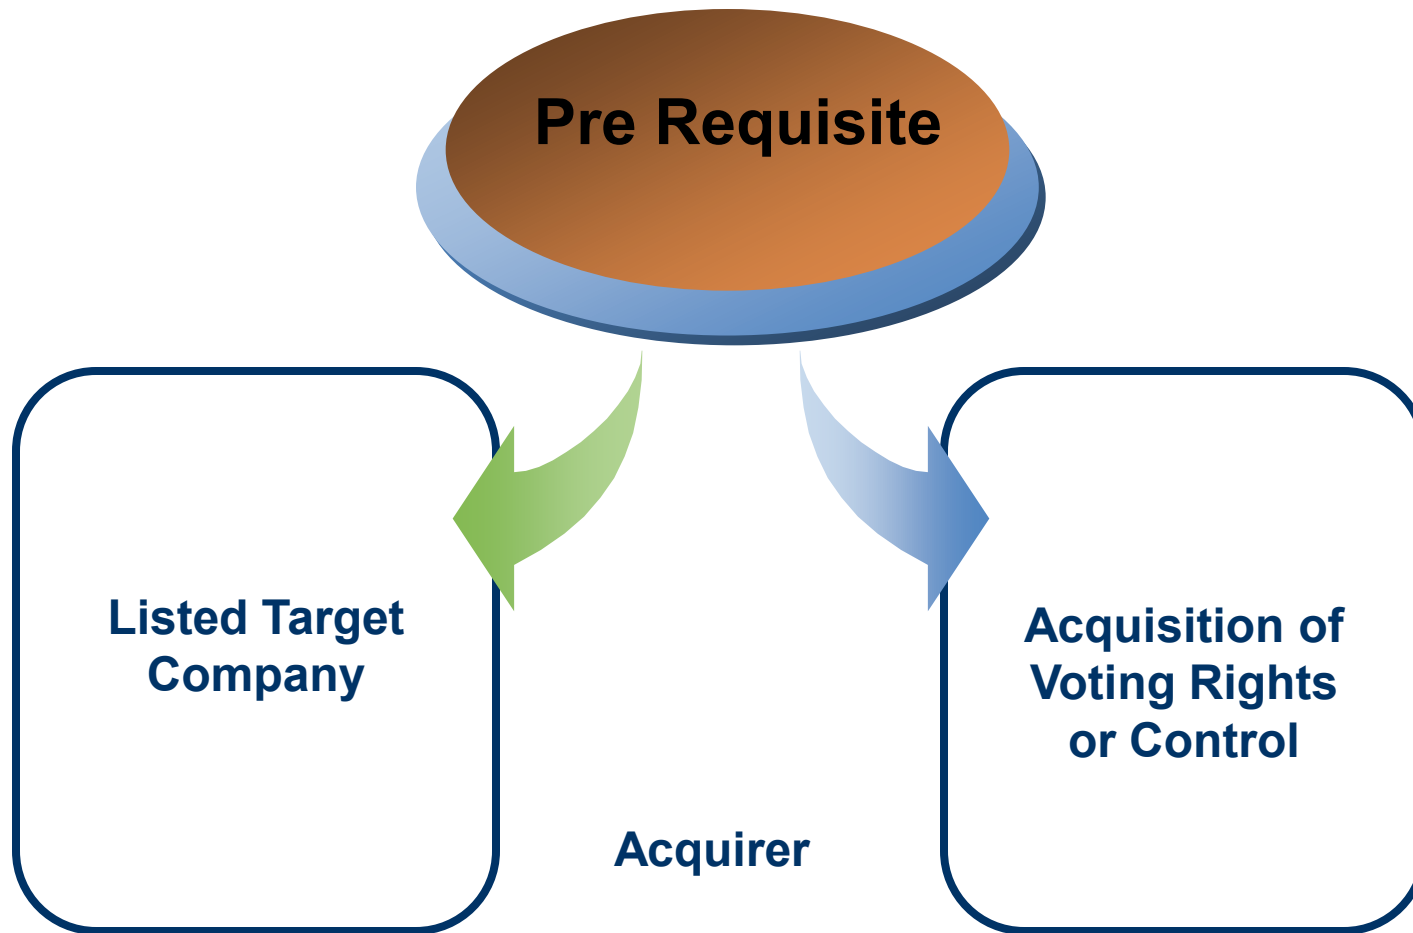 Pre Requisite
Listed Target
Company
Acquisition of
Voting Rights
or Control
Acquirer